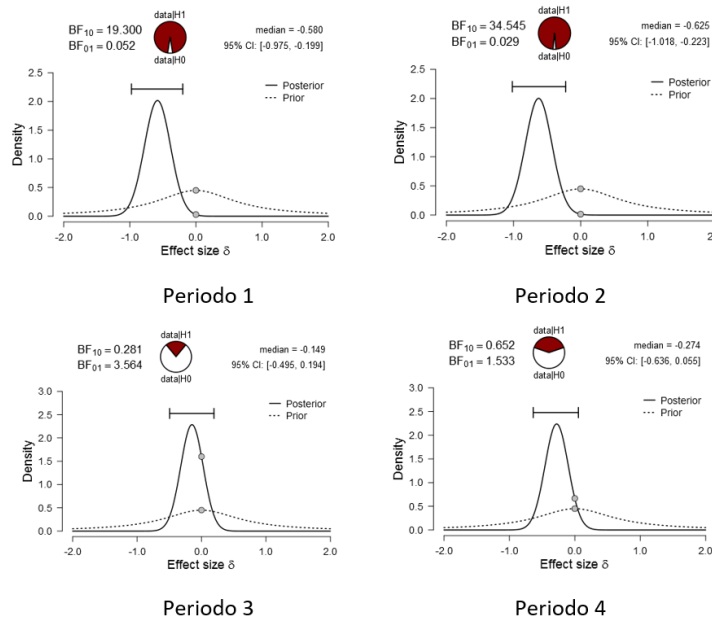 data|H1
BF10 = 19.300
BF01 = 0.052
median = -0.580
95% CI: [-0.975, -0.199]
data|H0
Posterior
Prior
Density
2.5
2.0
1.5
1.0
0.5
0.0
-2.0 -1.0 0.0 1.0 2.0
Effect size δ
Periodo 1
data|H1
BF10 = 34.545
BF01 = 0.029
median = -0.625
95% CI: [-1.018, -0.223]
data|H0
Posterior
Prior
Density
2.5
2.0
1.5
1.0
0.5
0.0
-2.0 -1.0 0.0 1.0 2.0
Effect size δ
Periodo 2
data|H1
BF10 = 0.281
BF01 = 3.564
median = -0.149
95% CI: [-0.495, 0.194]
data|H0
Posterior
Prior
Density
3.0
2.5
2.0
1.5
1.0
0.5
0.0
-2.0 -1.0 0.0 1.0 2.0
Effect size δ
Periodo 3
data|H1
BF10 = 0.652
BF01 = 1.533
median = -0.274
95% CI: [-0.636, 0.055]
data|H0
Posterior
Prior
Density
3.0
2.5
2.0
1.5
1.0
0.5
0.0
-2.0 -1.0 0.0 1.0 2.0
Effect size δ
Periodo 4